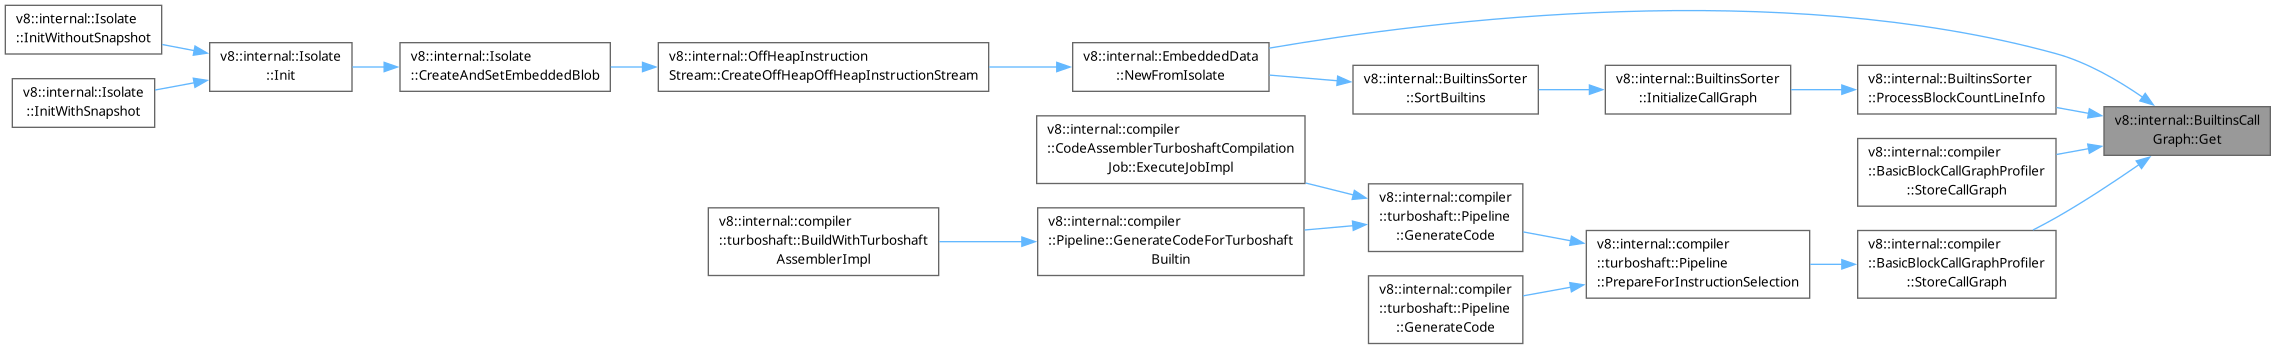 v8::internal::Isolate
::InitWithoutSnapshot
v8::internal::Isolate
::InitWithSnapshot
v8::internal::Isolate
::Init
v8::internal::Isolate
::CreateAndSetEmbeddedBlob
v8::internal::OffHeapInstruction
Stream::CreateOffHeapOffHeapInstructionStream
v8::internal::EmbeddedData
::NewFromIsolate
v8::internal::BuiltinsSorter
::SortBuiltins
v8::internal::BuiltinsSorter
::InitializeCallGraph
v8::internal::BuiltinsSorter
::ProcessBlockCountLineInfo
v8::internal::BuiltinsCall
Graph::Get
v8::internal::compiler
::CodeAssemblerTurboshaftCompilation
Job::ExecuteJobImpl
v8::internal::compiler
::BasicBlockCallGraphProfiler
::StoreCallGraph
v8::internal::compiler
::turboshaft::BuildWithTurboshaft
AssemblerImpl
v8::internal::compiler
::Pipeline::GenerateCodeForTurboshaft
Builtin
v8::internal::compiler
::turboshaft::Pipeline
::GenerateCode
v8::internal::compiler
::turboshaft::Pipeline
::PrepareForInstructionSelection
v8::internal::compiler
::BasicBlockCallGraphProfiler
::StoreCallGraph
v8::internal::compiler
::turboshaft::Pipeline
::GenerateCode